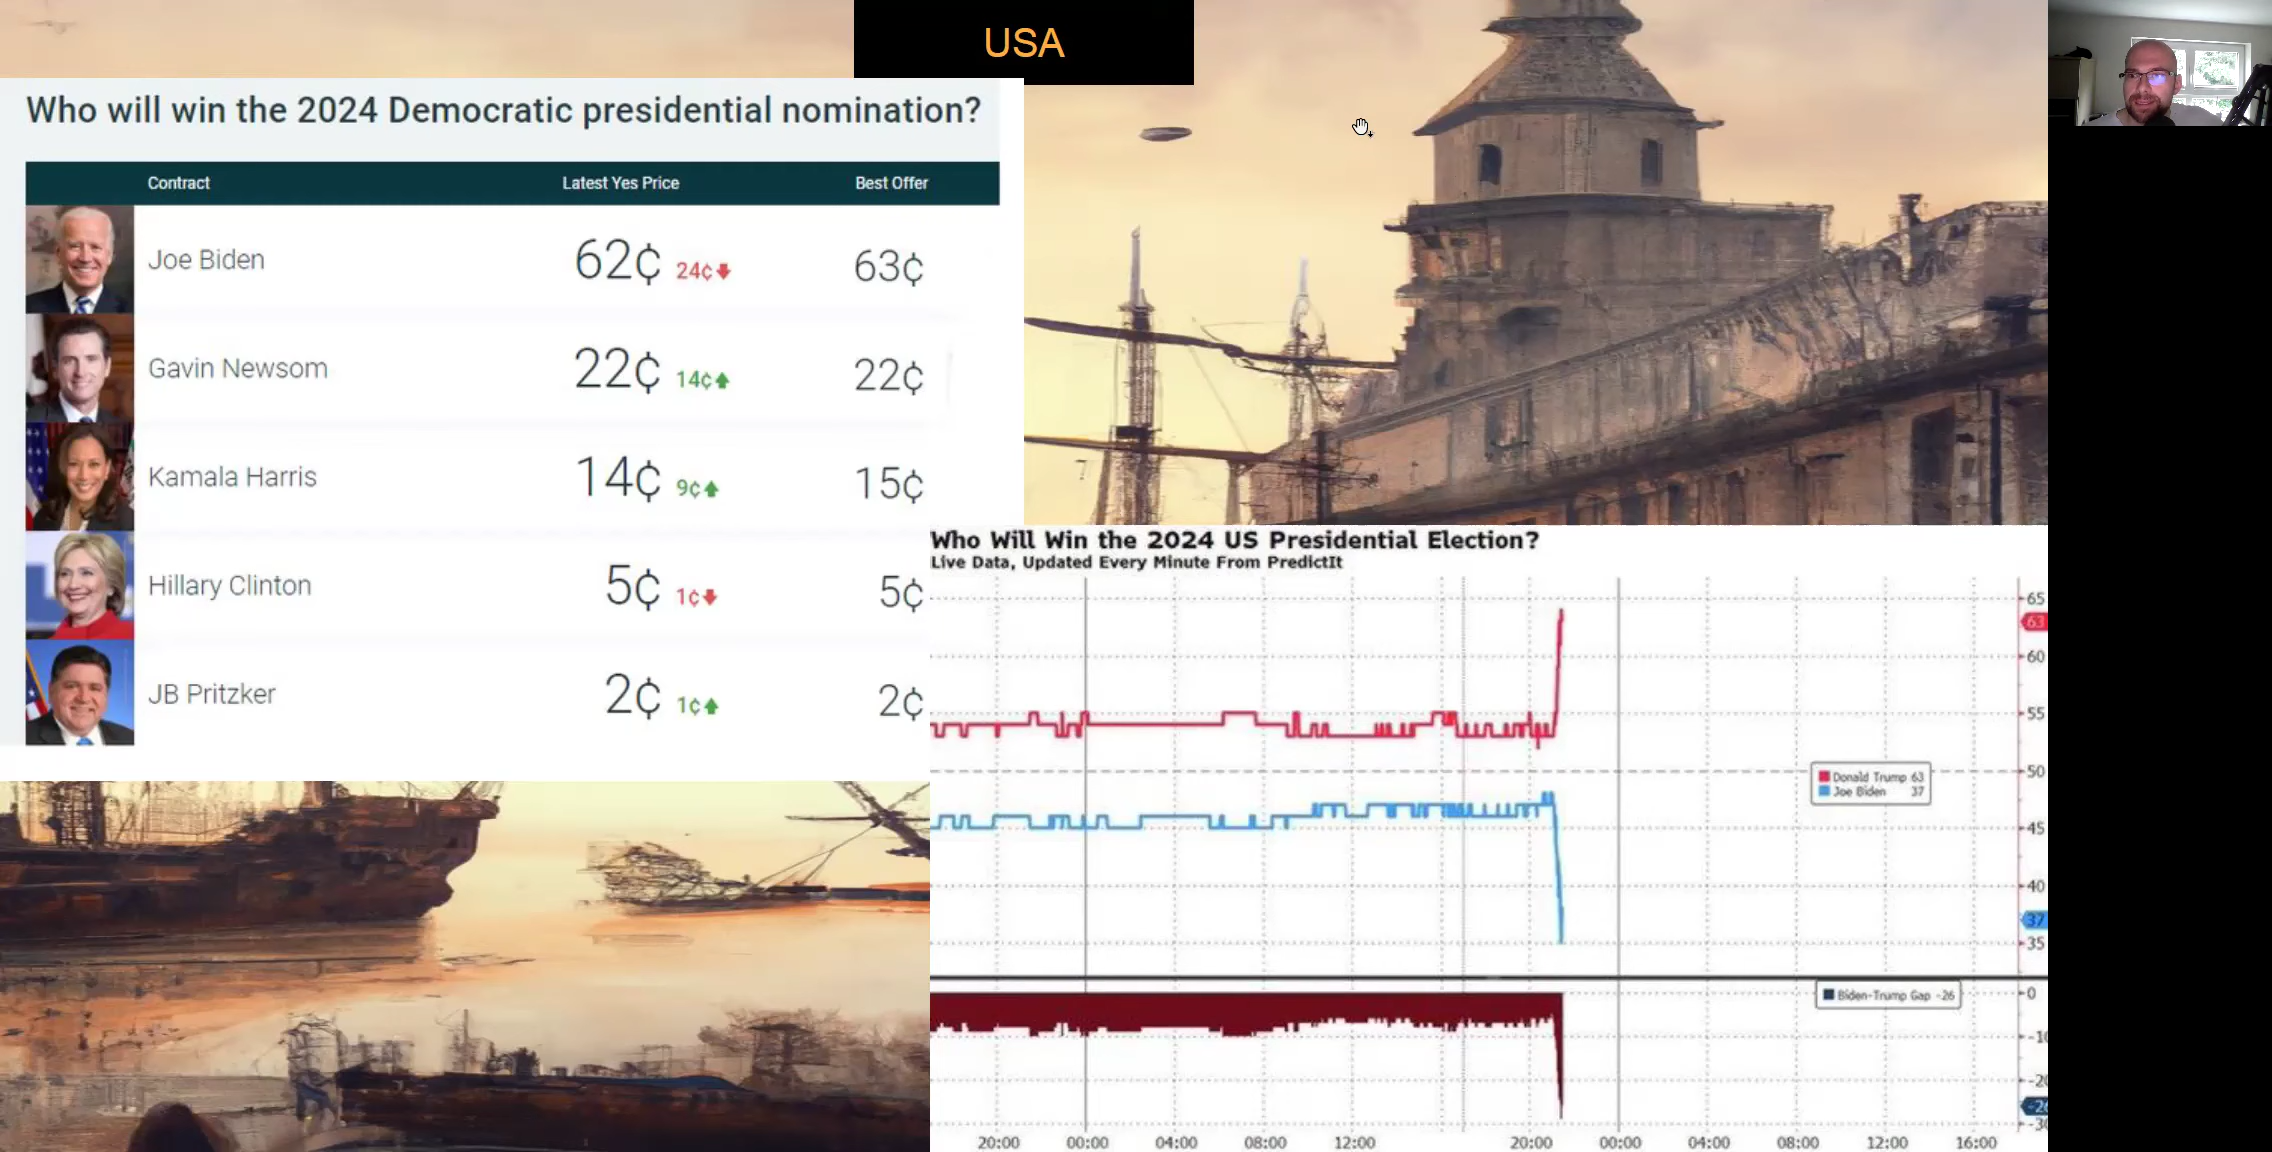 USA
Who will win the 2024 Democratic presidential nomination?
Contract Latest Yes Price Best Offer
Joe Biden 62¢ 24¢ 63¢
Gavin Newsom 22¢ 14¢ 22¢
Kamala Harris 14¢ 9¢ 15¢
Hillary Clinton 5¢ 1¢ 5¢
JB Pritzker 2¢ 1¢ 2¢
Who Will Win the 2024 US Presidential Election?
Live Data, Updated Every Minute From PredictIt
65
63
60
55
50
Donald Trump 63
Joe Biden 37
45
40
37
35
Biden-Trump Gap -26
0
20:00 00:00 04:00 08:00 12:00 20:00 00:00 04:00 08:00 12:00 16:00